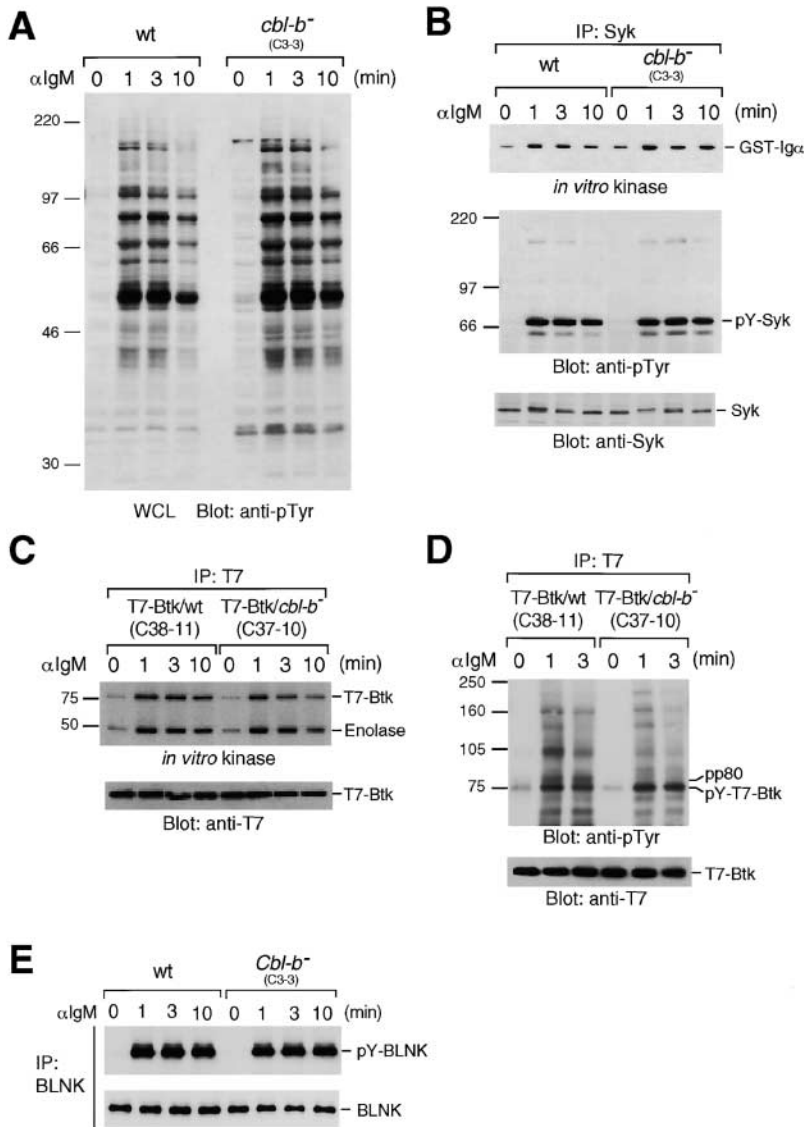 A
wt
cbl-b⁻
(C3-3)
αIgM 0 1 3 10 0 1 3 10 (min)
220
97
66
46
30
WCL Blot: anti-pTyr
B
IP: Syk
wt
cbl-b⁻
(C3-3)
αIgM 0 1 3 10 0 1 3 10 (min)
GST-Igα
in vitro kinase
220
97
66
pY-Syk
Blot: anti-pTyr
Syk
Blot: anti-Syk
C
IP: T7
T7-Btk/wt T7-Btk/cbl-b⁻
(C38-11) (C37-10)
αIgM 0 1 3 10 0 1 3 10 (min)
75
T7-Btk
50
Enolase
in vitro kinase
T7-Btk
Blot: anti-T7
D
IP: T7
T7-Btk/wt T7-Btk/cbl-b⁻
(C38-11) (C37-10)
αIgM 0 1 3 0 1 3 (min)
250
160
105
75
pp80
pY-T7-Btk
Blot: anti-pTyr
T7-Btk
Blot: anti-T7
E
wt
Cbl-b⁻
(C3-3)
αIgM 0 1 3 10 0 1 3 10 (min)
IP:
BLNK
pY-BLNK
BLNK